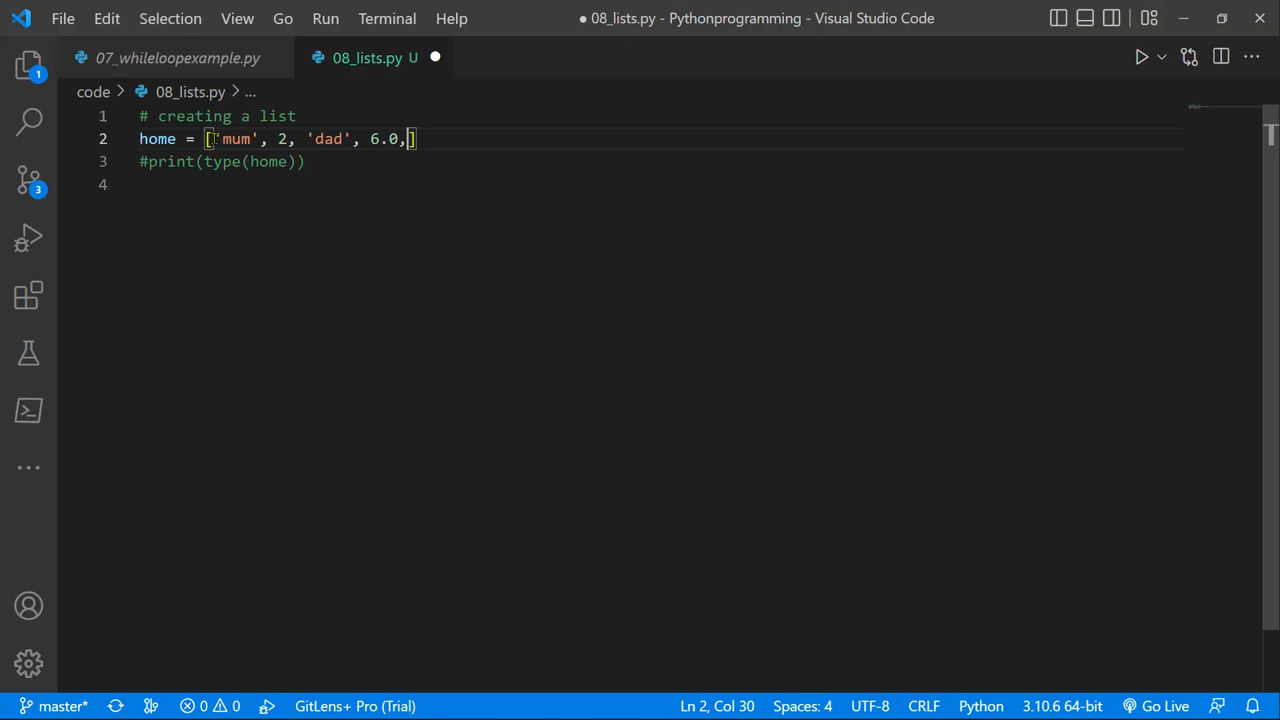 File Edit Selection View Go Run Terminal Help ● 08_lists.py - Pythonprogramming - Visual Studio Code
07_whileloopexample.py 08_lists.py U
code > 08_lists.py > ...
1 # creating a list
2 home = ['mum', 2, 'dad', 6.0,]
3 #print(type(home))
4
1
3
master* 0 0 GitLens+ Pro (Trial) Ln 2, Col 30 Spaces: 4 UTF-8 CRLF Python 3.10.6 64-bit Go Live